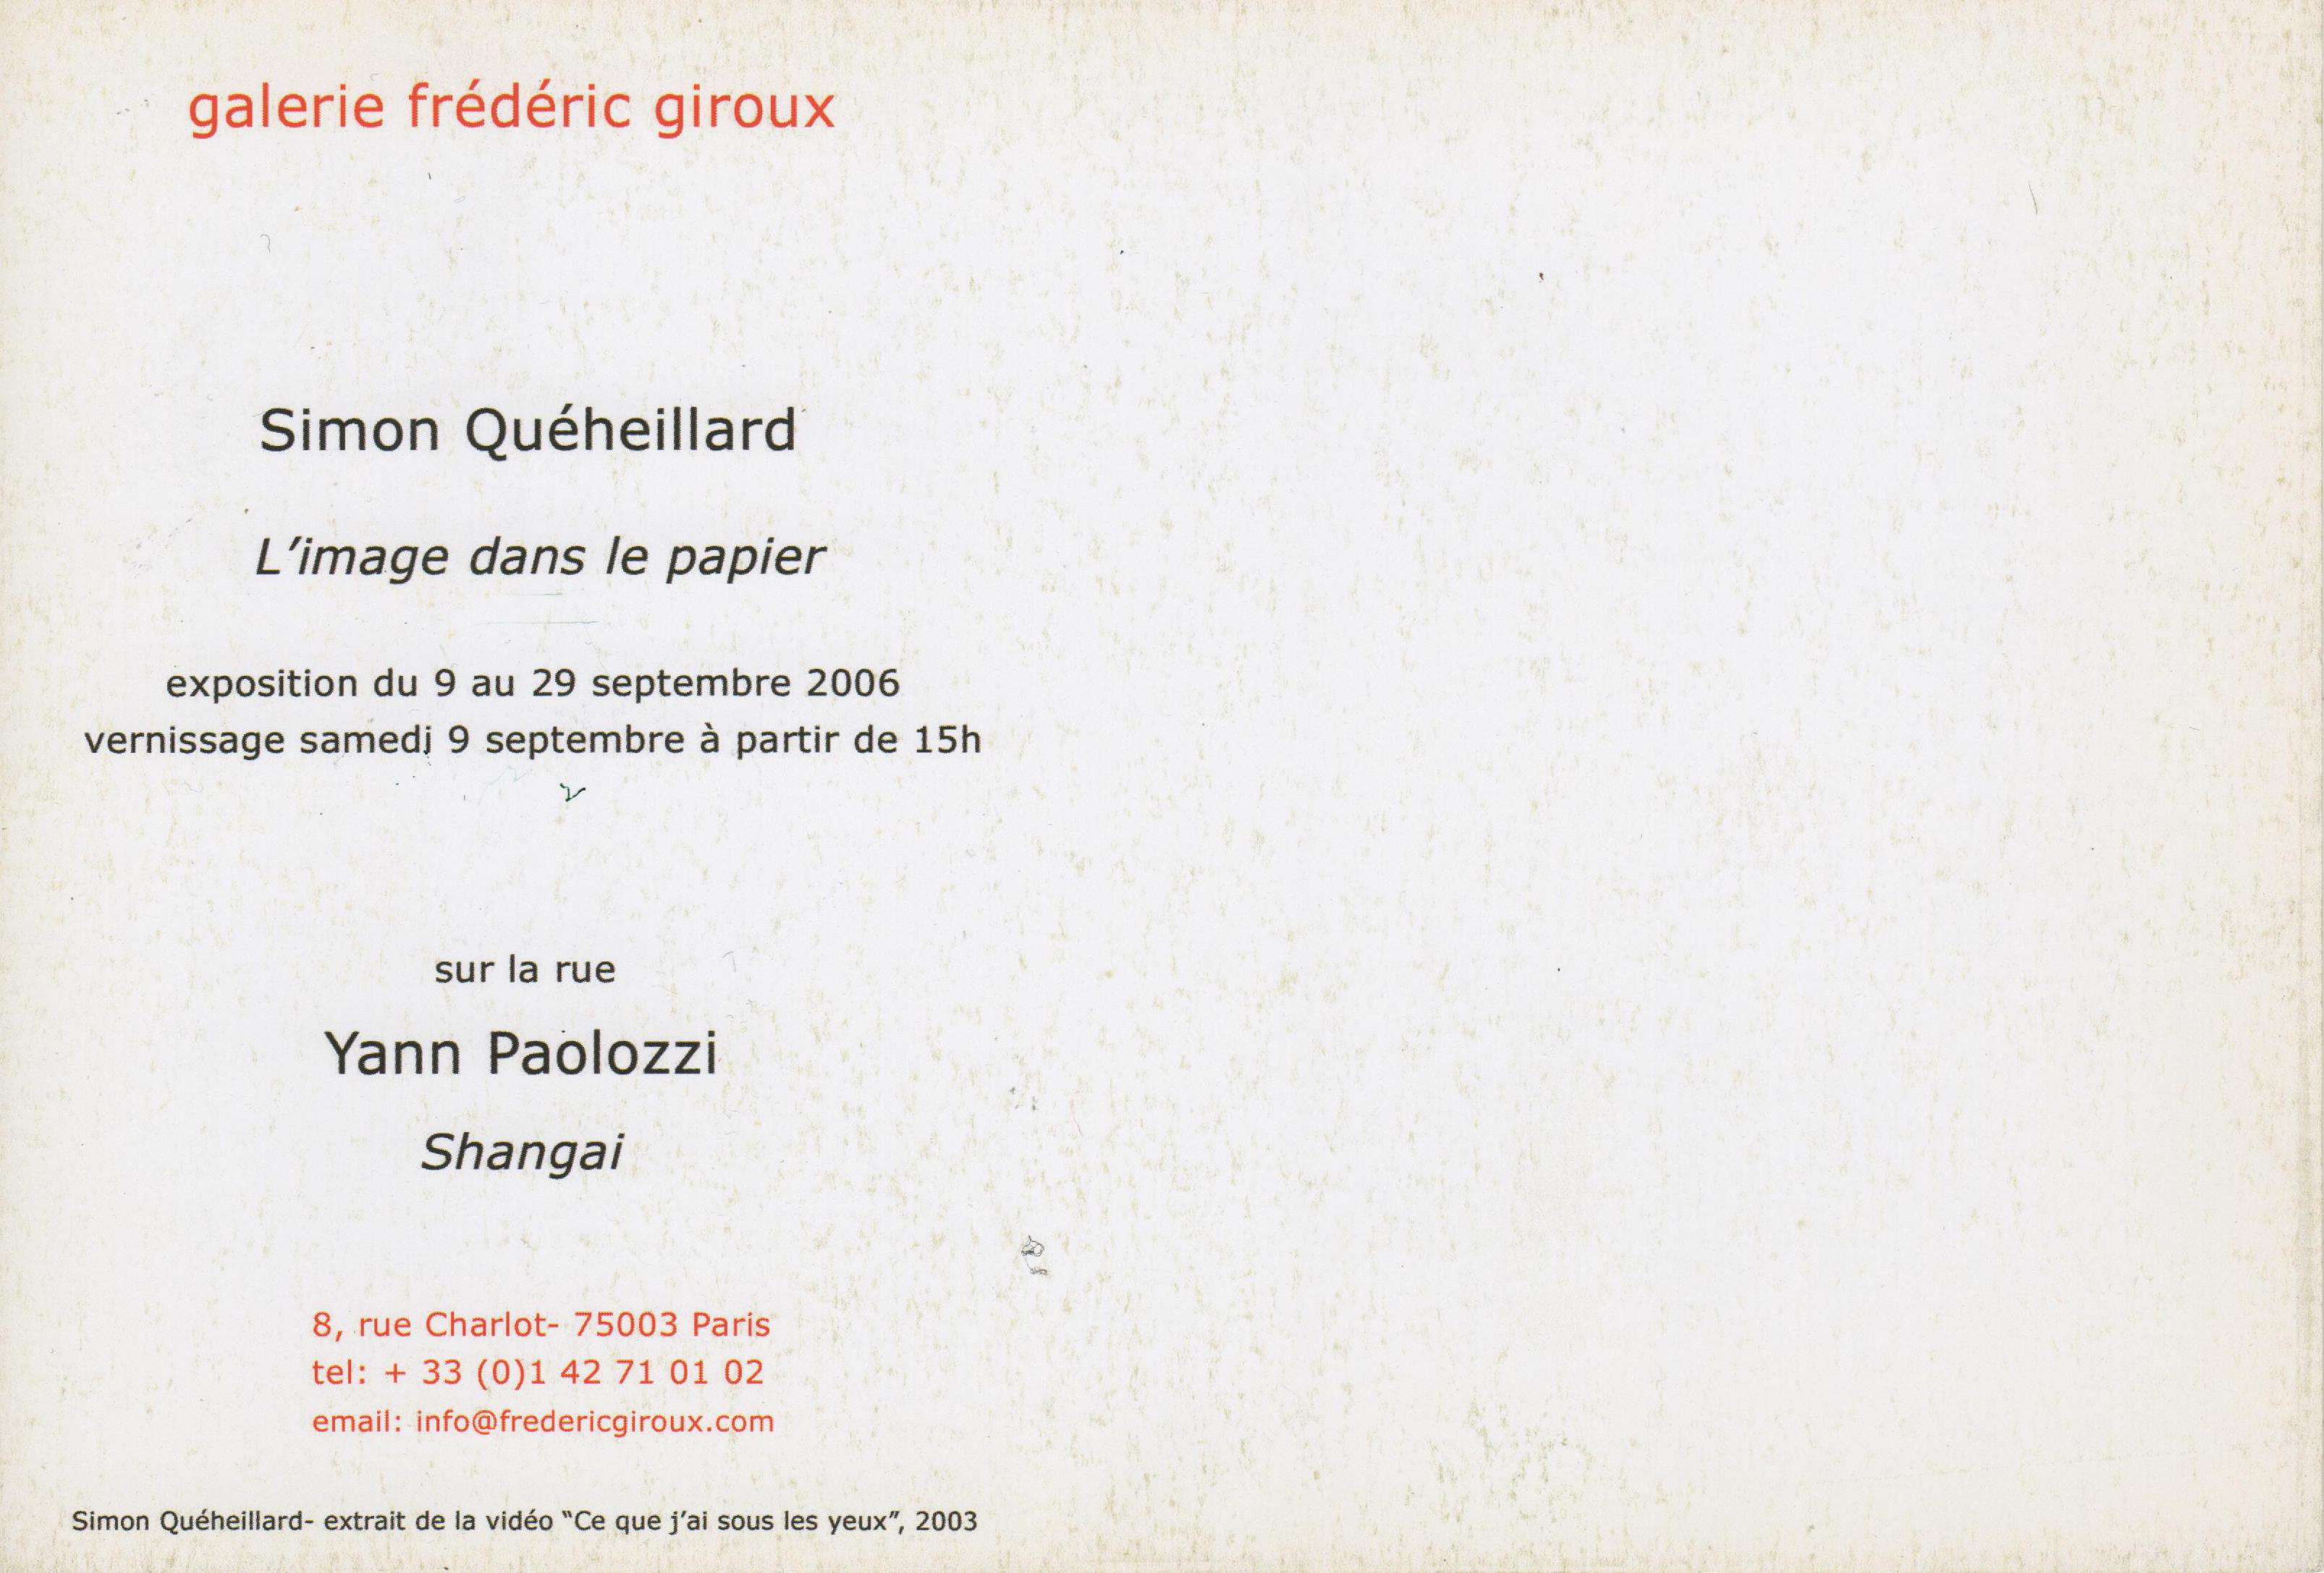 galerie frédéric giroux
Simon Quéheillard
L’image dans le papier
exposition du 9 au 29 septembre 2006
vernissage samedi 9 septembre à partir de 15h
sur la rue
Yann Paolozzi
Shangai
8, rue Charlot- 75003 Paris
tel: + 33 (0)1 42 71 01 02
email: info@fredericgiroux.com
Simon Quéheillard- extrait de la vidéo “Ce que j’ai sous les yeux”, 2003